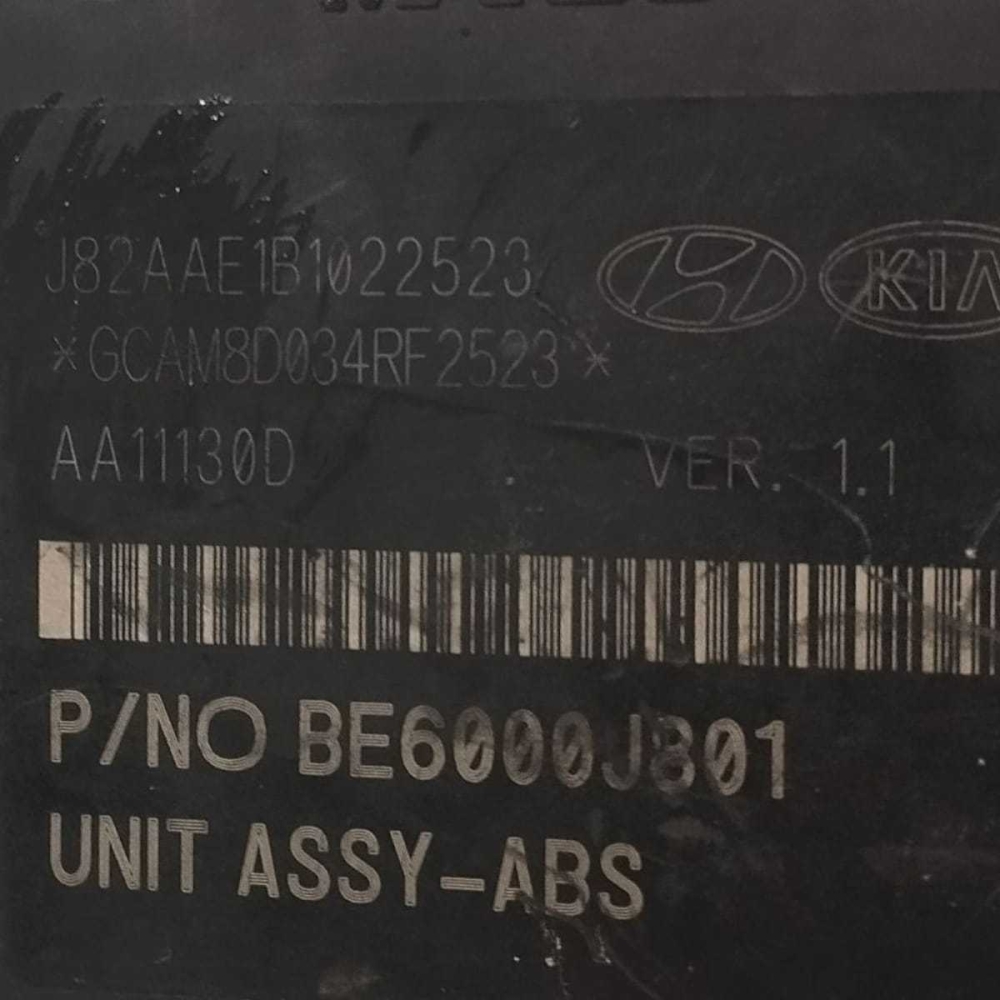 J82AAE1B1022523
KIA
*GCAM8D034RF2523*
AA11130D VER. 1.1
P/NO BE6000J801
UNIT ASSY-ABS